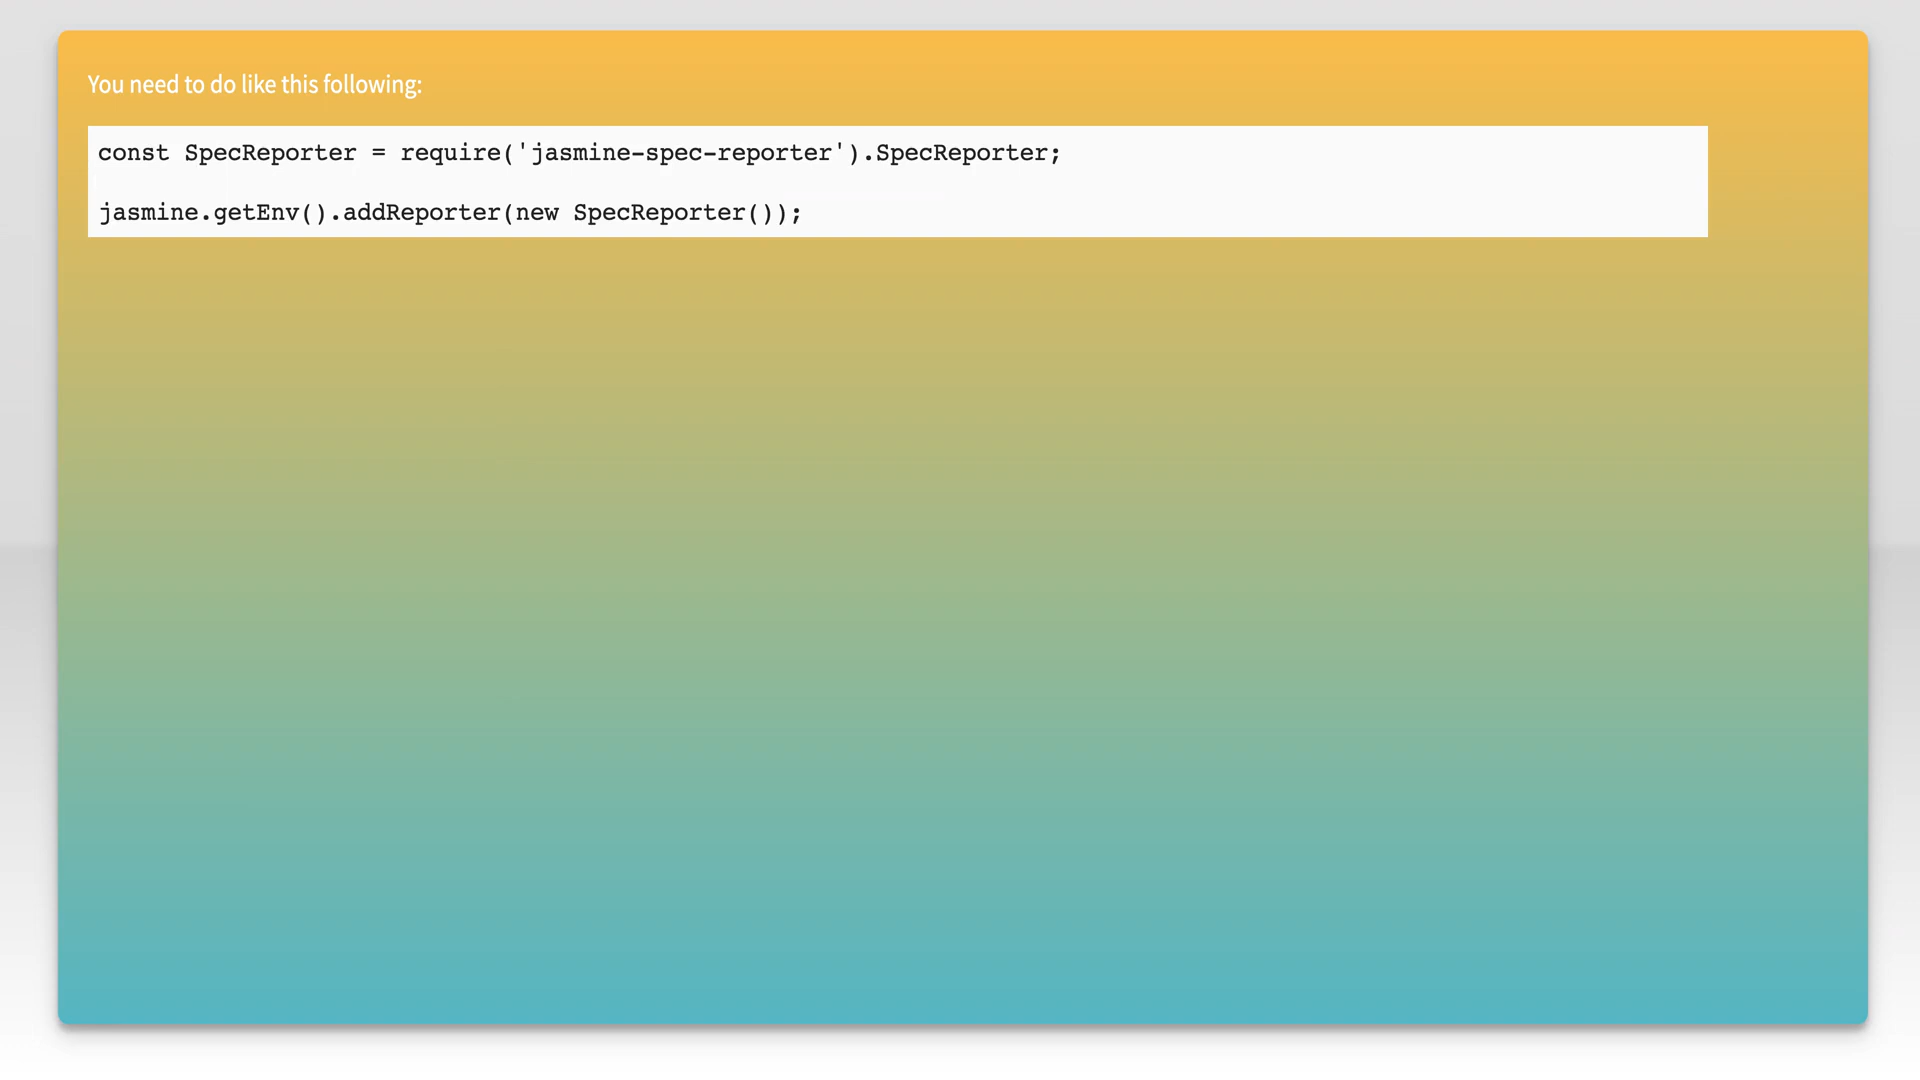 You need to do like this following:
const SpecReporter = require('jasmine-spec-reporter').SpecReporter;
jasmine.getEnv().addReporter(new SpecReporter());